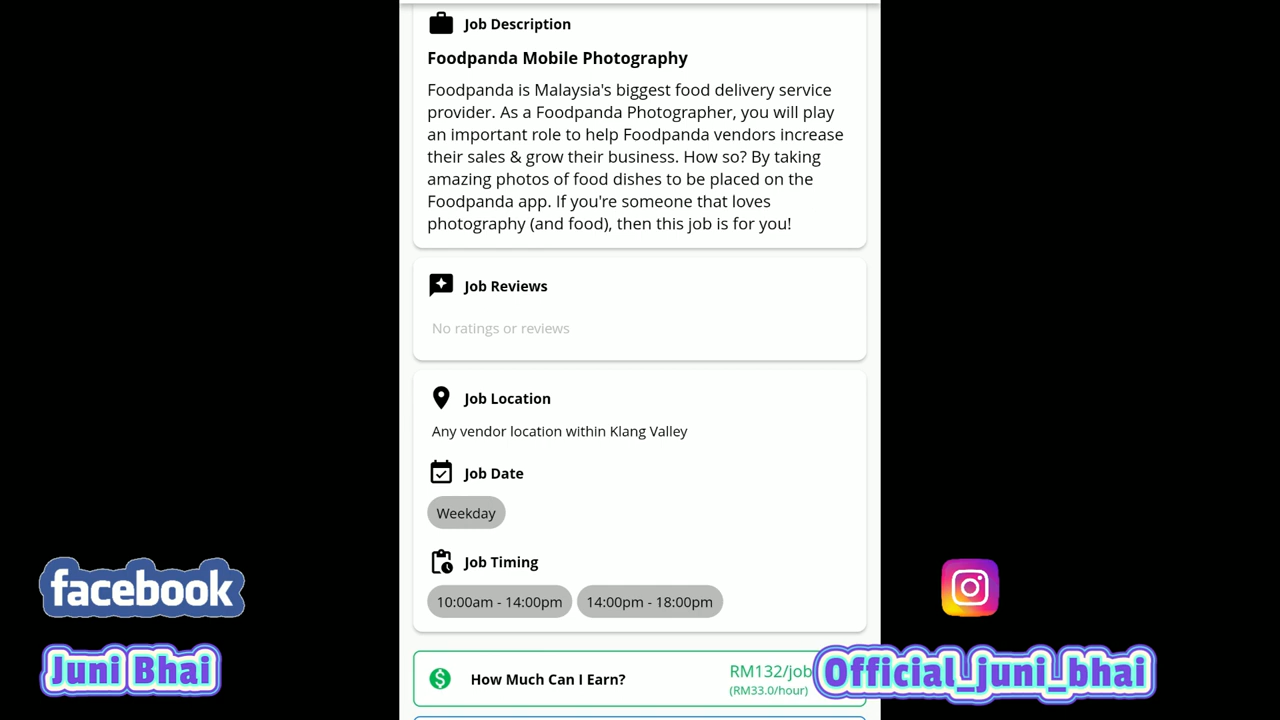 Job Description
Foodpanda Mobile Photography
Foodpanda is Malaysia's biggest food delivery service
provider. As a Foodpanda Photographer, you will play
an important role to help Foodpanda vendors increase
their sales & grow their business. How so? By taking
amazing photos of food dishes to be placed on the
Foodpanda app. If you're someone that loves
photography (and food), then this job is for you!
Job Reviews
No ratings or reviews
Job Location
Any vendor location within Klang Valley
Job Date
Weekday
Job Timing
10:00am - 14:00pm 14:00pm - 18:00pm
How Much Can I Earn? RM132/job
(RM33.0/hour)
facebook
Juni Bhai
Official_juni_bhai